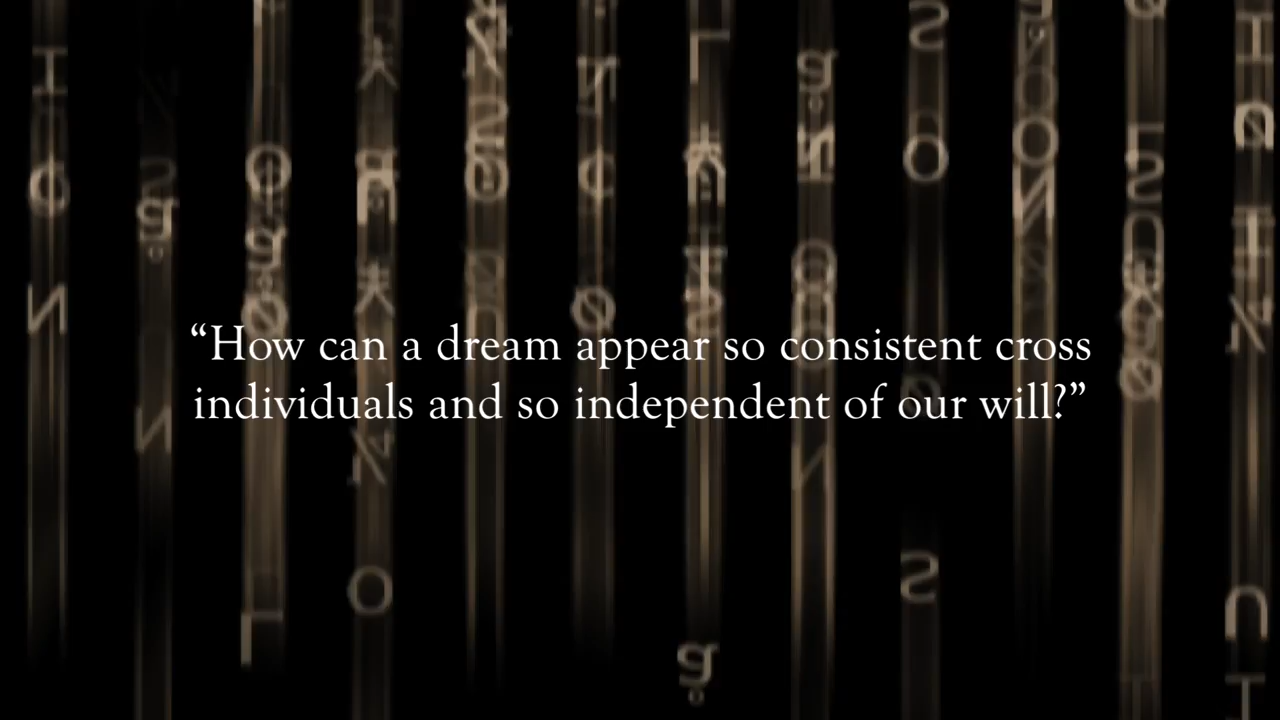 “How can a dream appear so consistent cross
individuals and so independent of our will?”